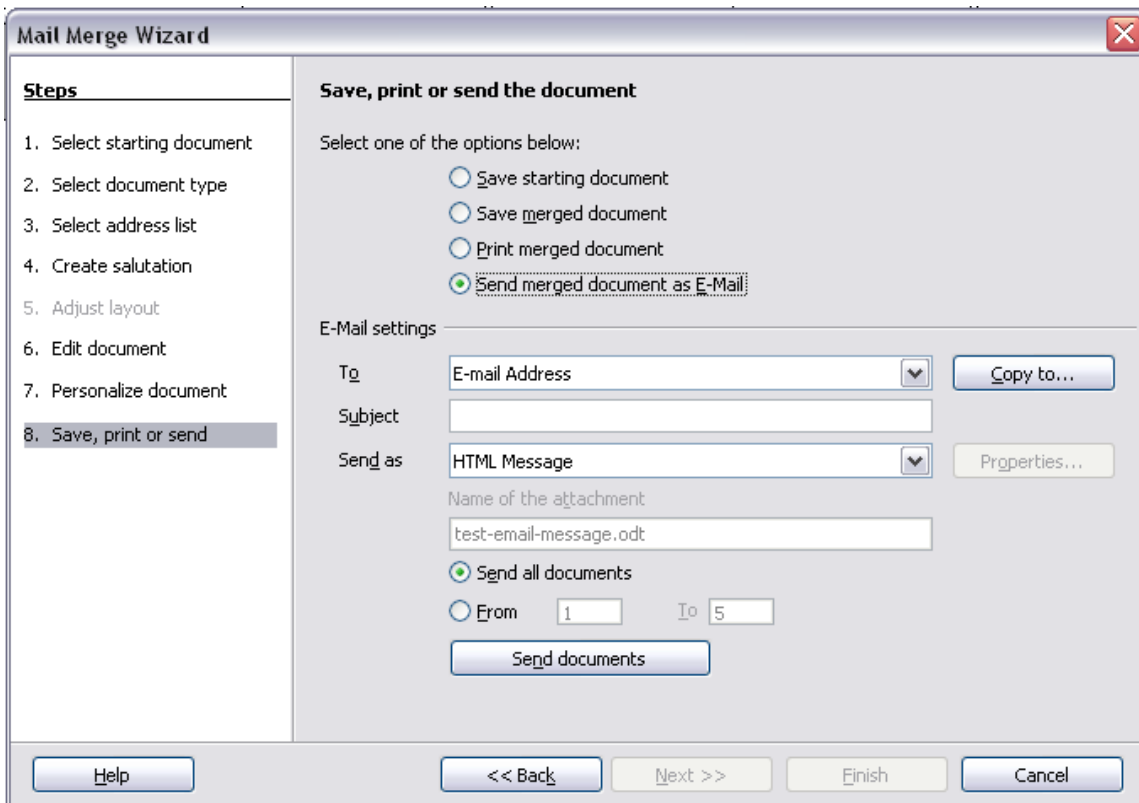 Mail Merge Wizard
Steps
1. Select starting document
2. Select document type
3. Select address list
4. Create salutation
5. Adjust layout
6. Edit document
7. Personalize document
8. Save, print or send
Save, print or send the document
Select one of the options below:
Save starting document
Save merged document
Print merged document
Send merged document as E-Mail
E-Mail settings
To E-mail Address Copy to...
Subject
Send as HTML Message Properties...
Name of the attachment
test-email-message.odt
Send all documents
From 1 To 5
Send documents
Help << Back Next >> Finish Cancel